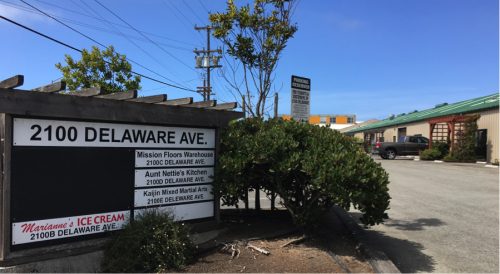 2100 DELAWARE AVE.
Mission Floors Warehouse
2100C DELAWARE AVE.
Aunt Nettie's Kitchen
2100D DELAWARE AVE.
Kaijin Mixed Martial Arts
2100E DELAWARE AVE.
Marianne's ICE CREAM
2100B DELAWARE AVE.